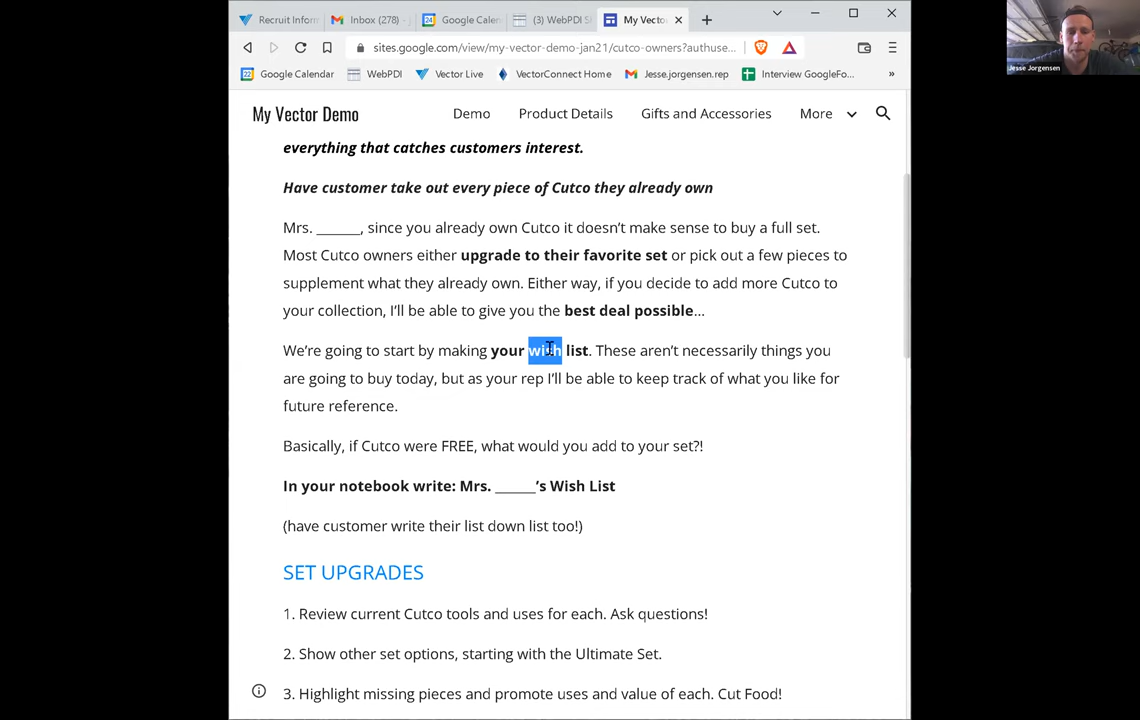 Recruit Inforn
Inbox (278) -
Google Calen
(3) WebPDI S
My Vecto
sites.google.com/view/my-vector-demo-jan21/cutco-owners?authuse...
Google Calendar
WebPDI
Vector Live
VectorConnect Home
Jesse.jorgensen.rep
Interview GoogleFo...
»
Jesse Jorgensen
My Vector Demo
Demo
Product Details
Gifts and Accessories
More
everything that catches customers interest.
Have customer take out every piece of Cutco they already own
Mrs. ______, since you already own Cutco it doesn't make sense to buy a full set.
Most Cutco owners either upgrade to their favorite set or pick out a few pieces to
supplement what they already own. Either way, if you decide to add more Cutco to
your collection, I'll be able to give you the best deal possible...
We're going to start by making your wish list. These aren't necessarily things you
are going to buy today, but as your rep I'll be able to keep track of what you like for
future reference.
Basically, if Cutco were FREE, what would you add to your set?!
In your notebook write: Mrs. ______'s Wish List
(have customer write their list down list too!)
SET UPGRADES
1. Review current Cutco tools and uses for each. Ask questions!
2. Show other set options, starting with the Ultimate Set.
3. Highlight missing pieces and promote uses and value of each. Cut Food!